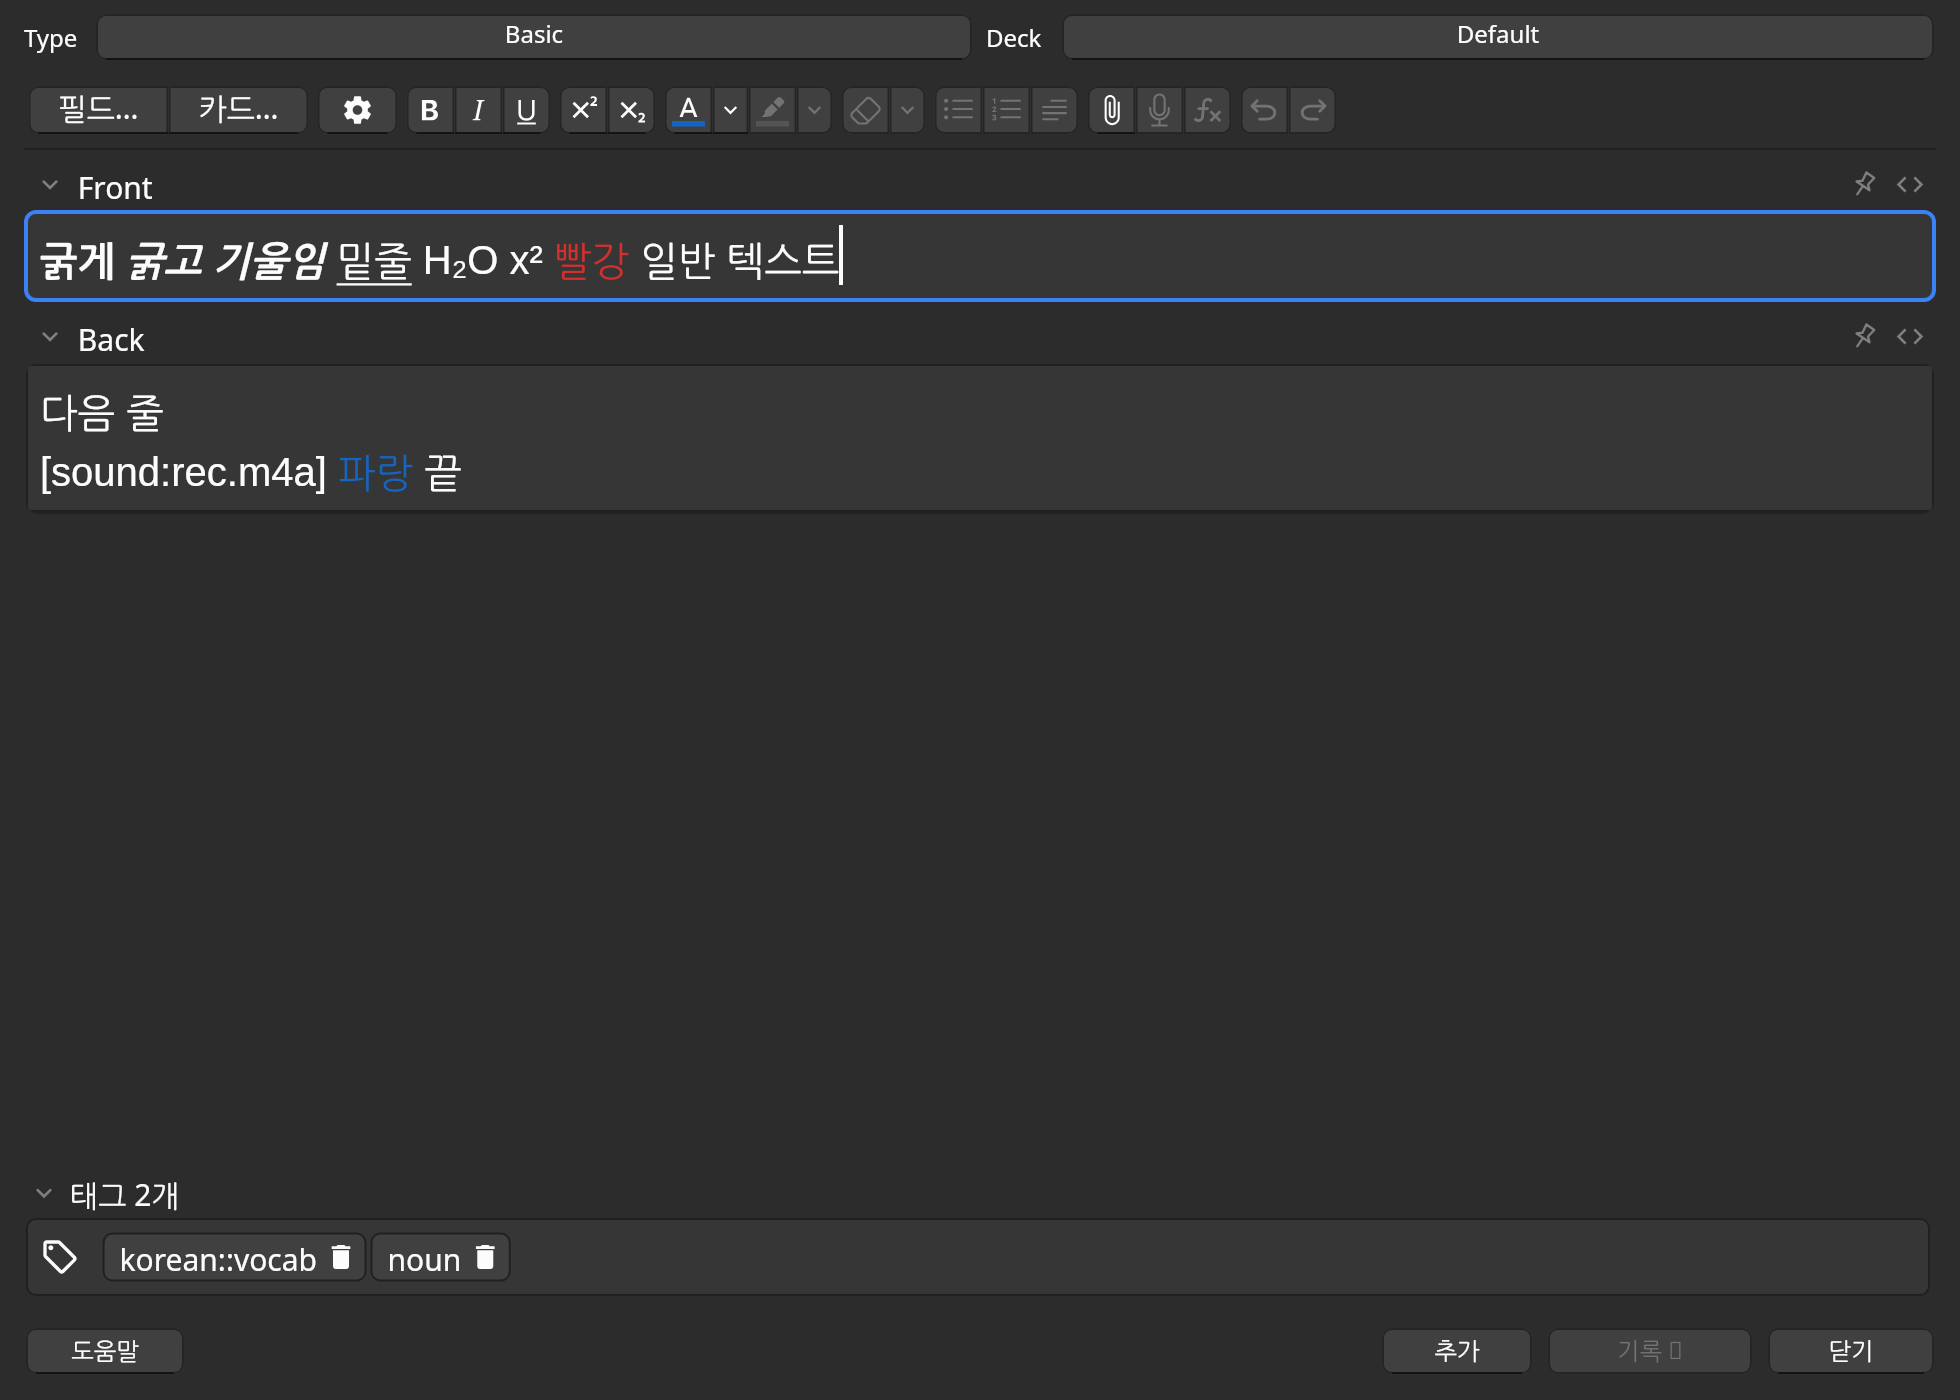 Type Basic Deck Default
필드... 카드... B I U x² x₂ A
Front
굵게 굵고 기울임 밑줄 H₂O x² 빨강 일반 텍스트
Back
다음 줄
[sound:rec.m4a] 파랑 끝
태그 2개
korean::vocab noun
도움말 추가 기록 닫기